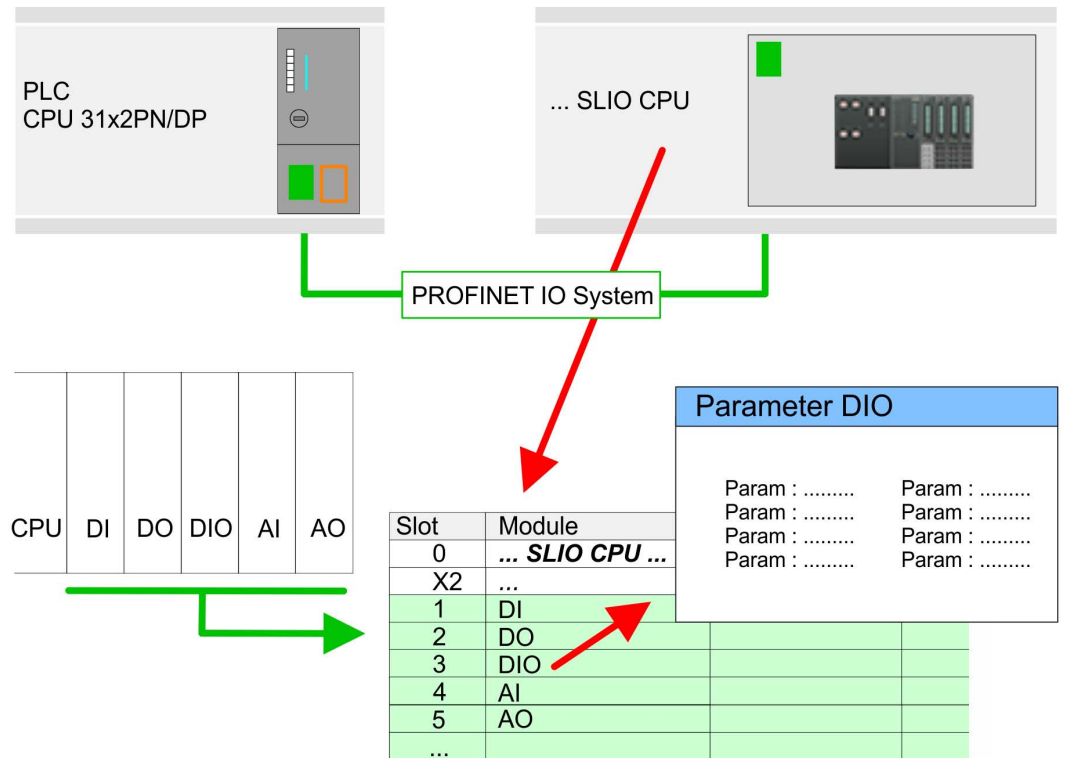 PLC
CPU 31x2PN/DP
... SLIO CPU
PROFINET IO System
CPU DI DO DIO AI AO
Parameter DIO
Param : ......... Param : .........
Param : ......... Param : .........
Param : ......... Param : .........
Param : ......... Param : .........
Slot Module
0 ... SLIO CPU ...
X2 ...
1 DI
2 DO
3 DIO
4 AI
5 AO
...